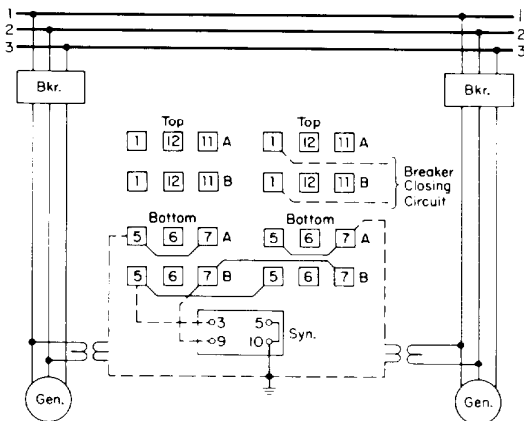 1 1
2 2
3 3
Bkr. Bkr.
Top Top
1 12 11 A 1 12 11 A
1 12 11 B 1 12 11 B
Breaker
Closing
Circuit
Bottom Bottom
5 6 7 A 5 6 7 A
5 6 7 B 5 6 7 B
3 5
9 10
Syn.
Gen. Gen.